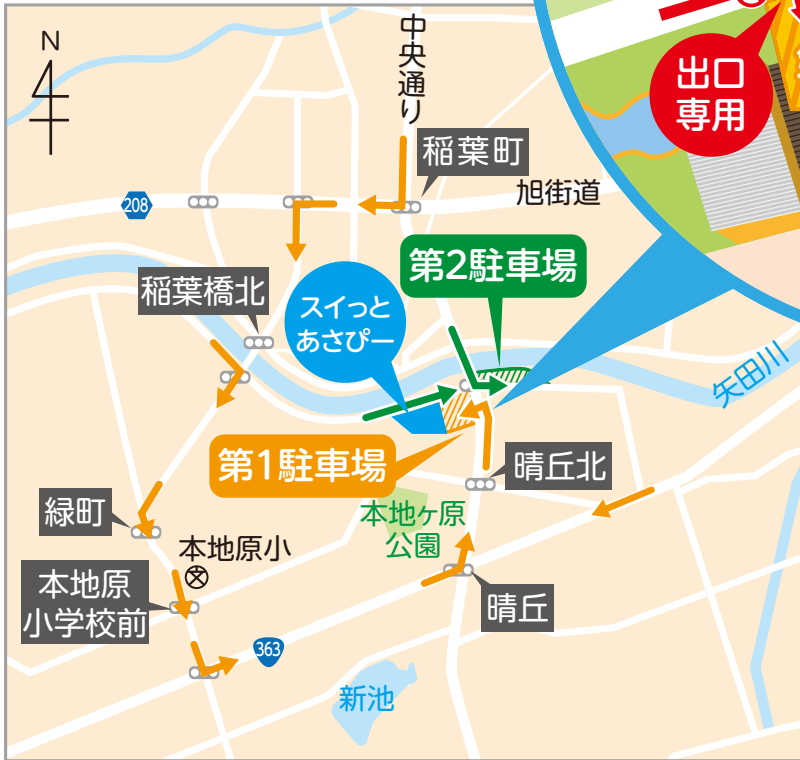 N
中央通り
出口
専用
稲葉町
208
旭街道
第2駐車場
稲葉橋北
スイっと
あさぴー
矢田川
第1駐車場
晴丘北
緑町
本地ヶ原
公園
本地原小
本地原
小学校前
晴丘
363
新池